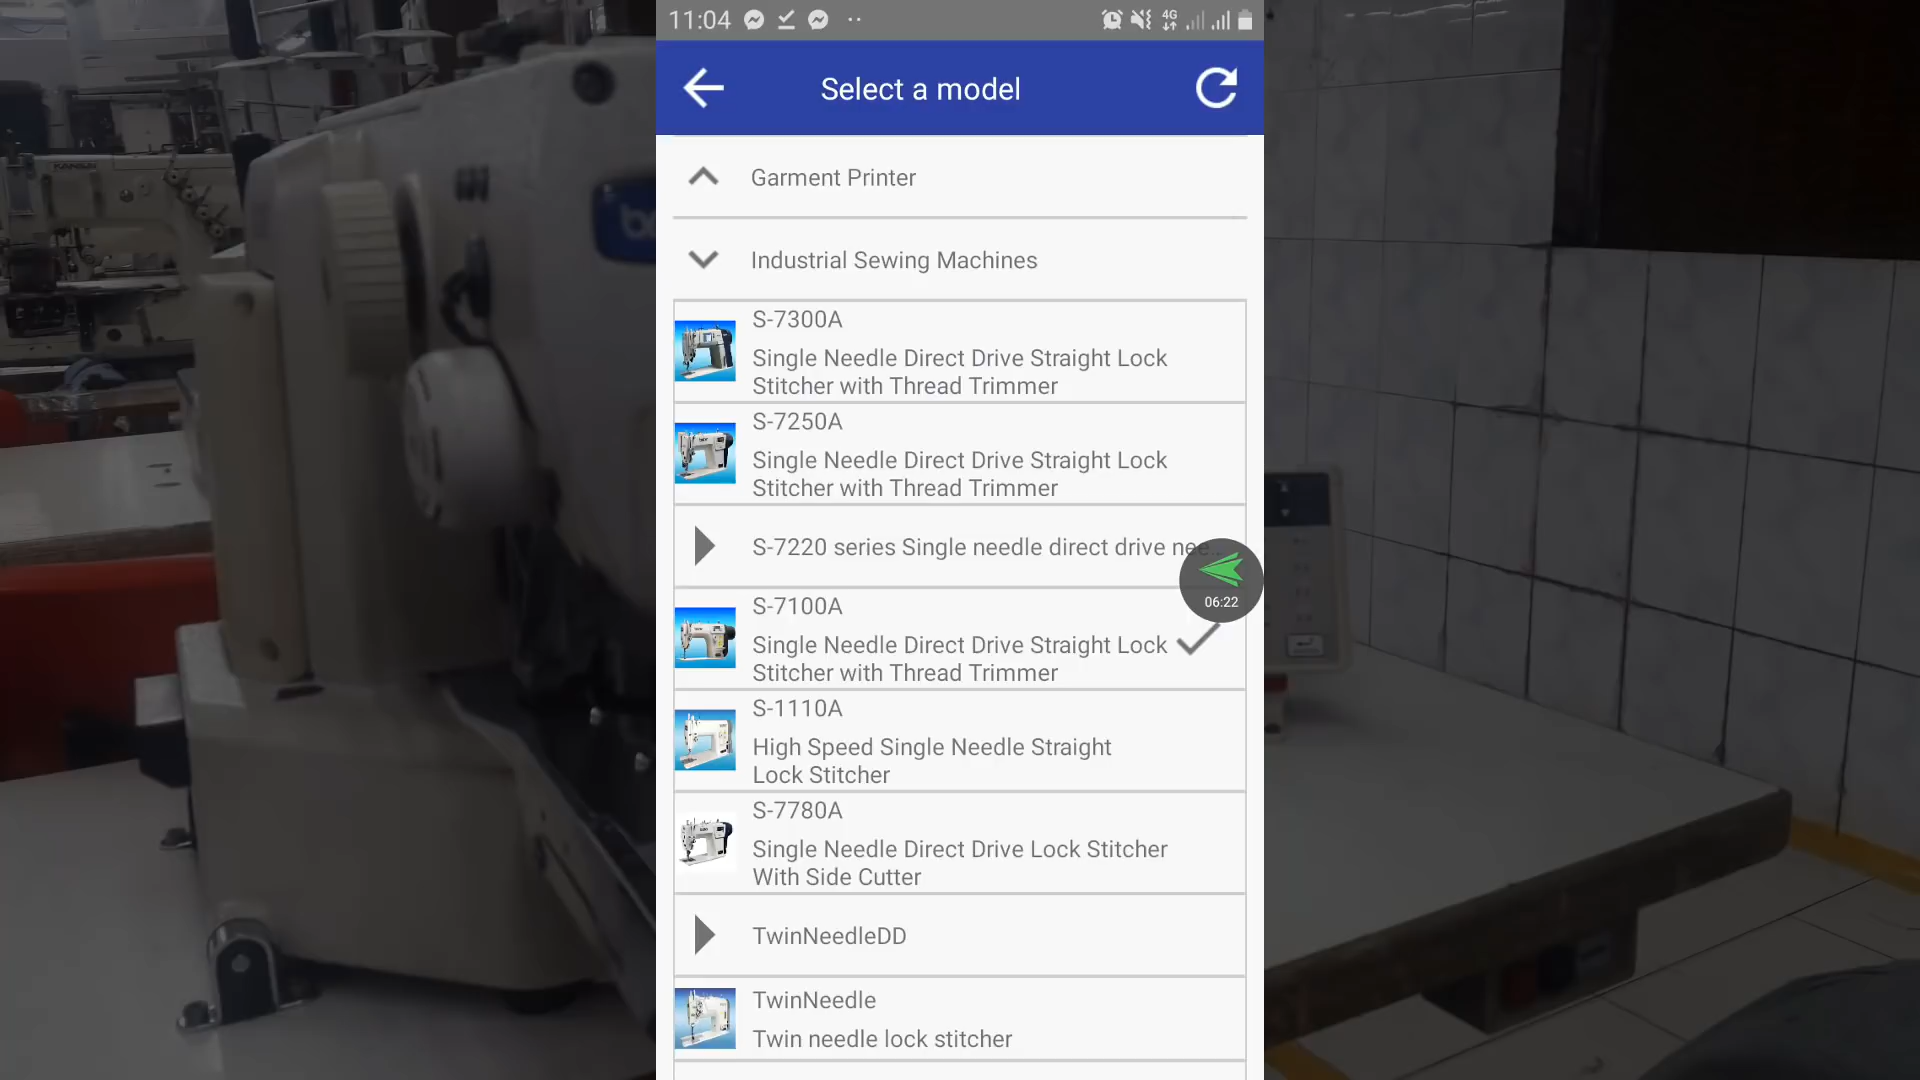 11:04
4G
Select a model
Garment Printer
Industrial Sewing Machines
S-7300A
Single Needle Direct Drive Straight Lock
Stitcher with Thread Trimmer
S-7250A
Single Needle Direct Drive Straight Lock
Stitcher with Thread Trimmer
S-7220 series Single needle direct drive nee...
06:22
S-7100A
Single Needle Direct Drive Straight Lock
Stitcher with Thread Trimmer
S-1110A
High Speed Single Needle Straight
Lock Stitcher
S-7780A
Single Needle Direct Drive Lock Stitcher
With Side Cutter
TwinNeedleDD
TwinNeedle
Twin needle lock stitcher